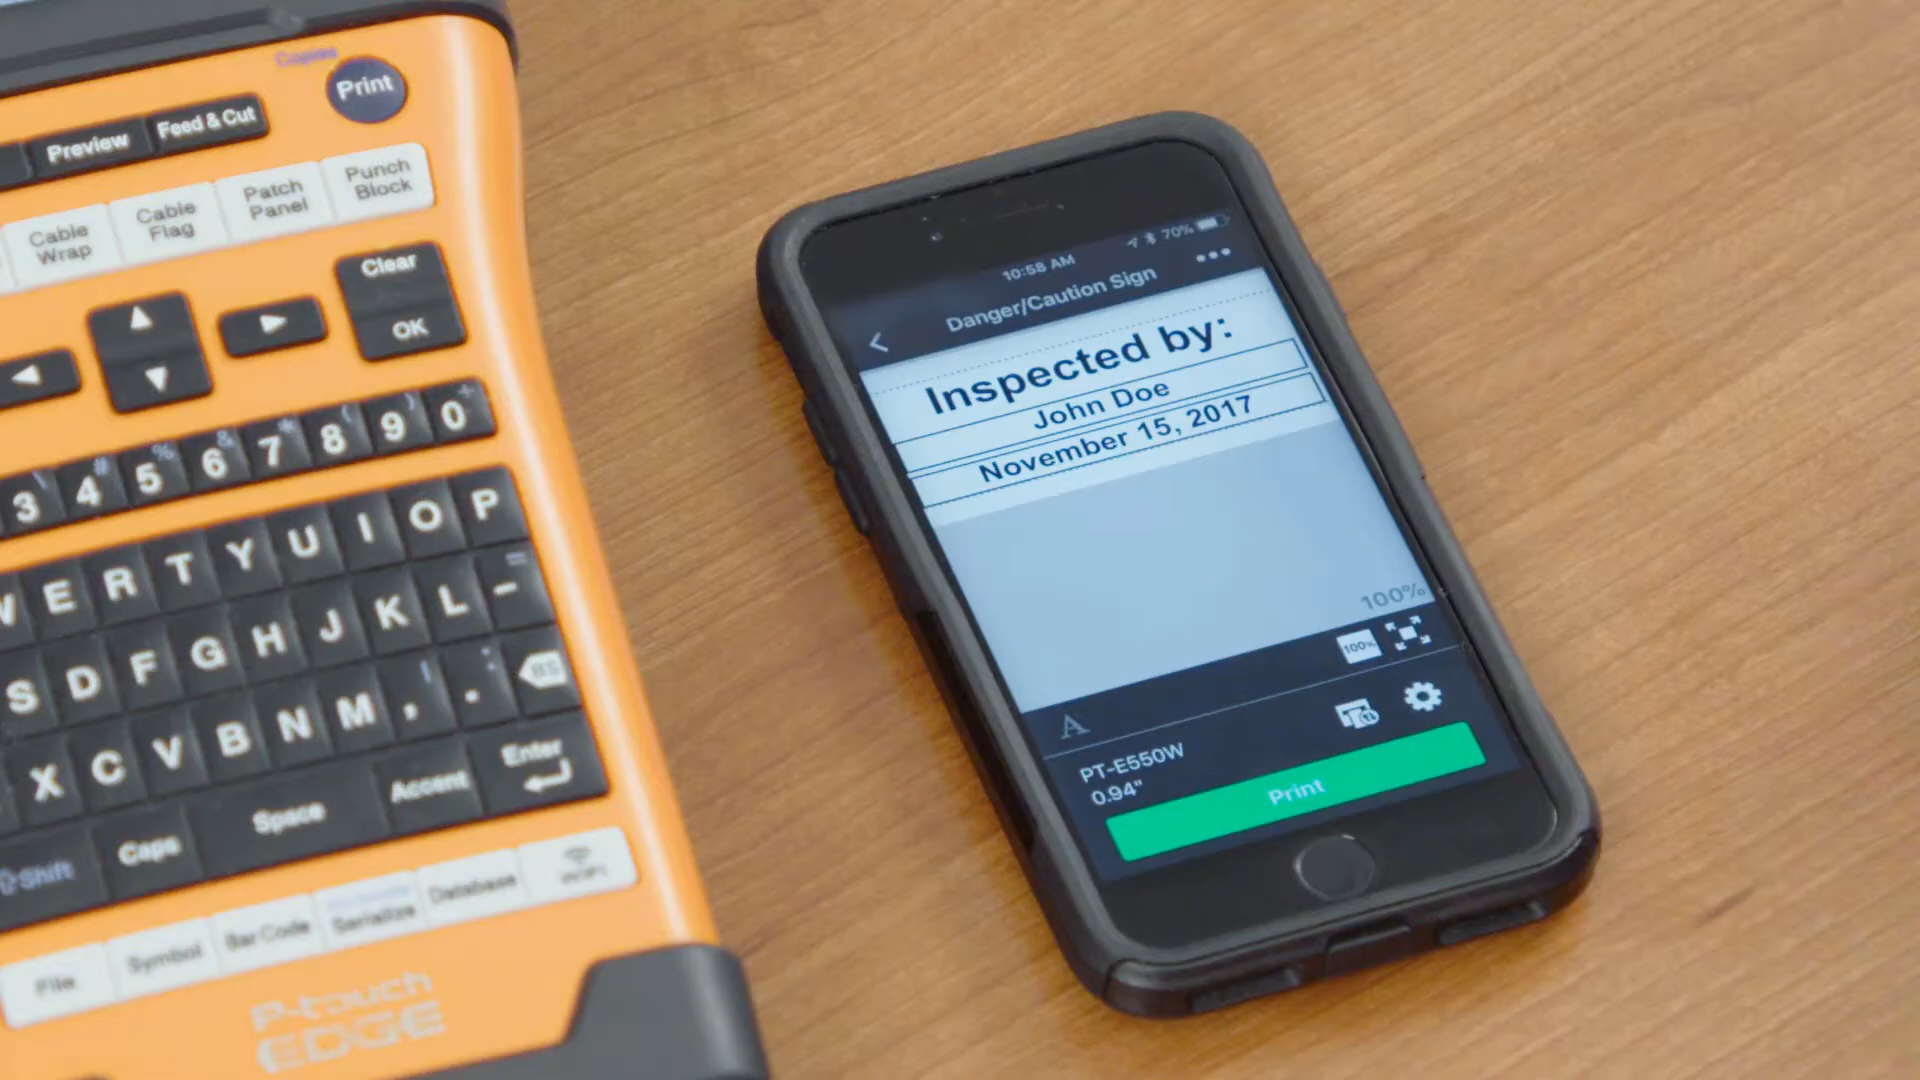 Copies
Print
Preview
Feed & Cut
Cable Wrap
Cable Flag
Patch Panel
Punch Block
Clear
OK
3 4 5 6 7 8 9 0
# % & * ( ) +
W E R T Y U I O P
S D F G H J K L -
=
X C V B N M , .
' :
BS
Shift
Caps
Space
Accent
Enter
File
Symbol
Bar Code
Serialize
Database
P-touch
EDGE
70%
10:58 AM
Danger/Caution Sign
Inspected by:
John Doe
November 15, 2017
100%
100%
A
PT-E550W
0.94"
Print